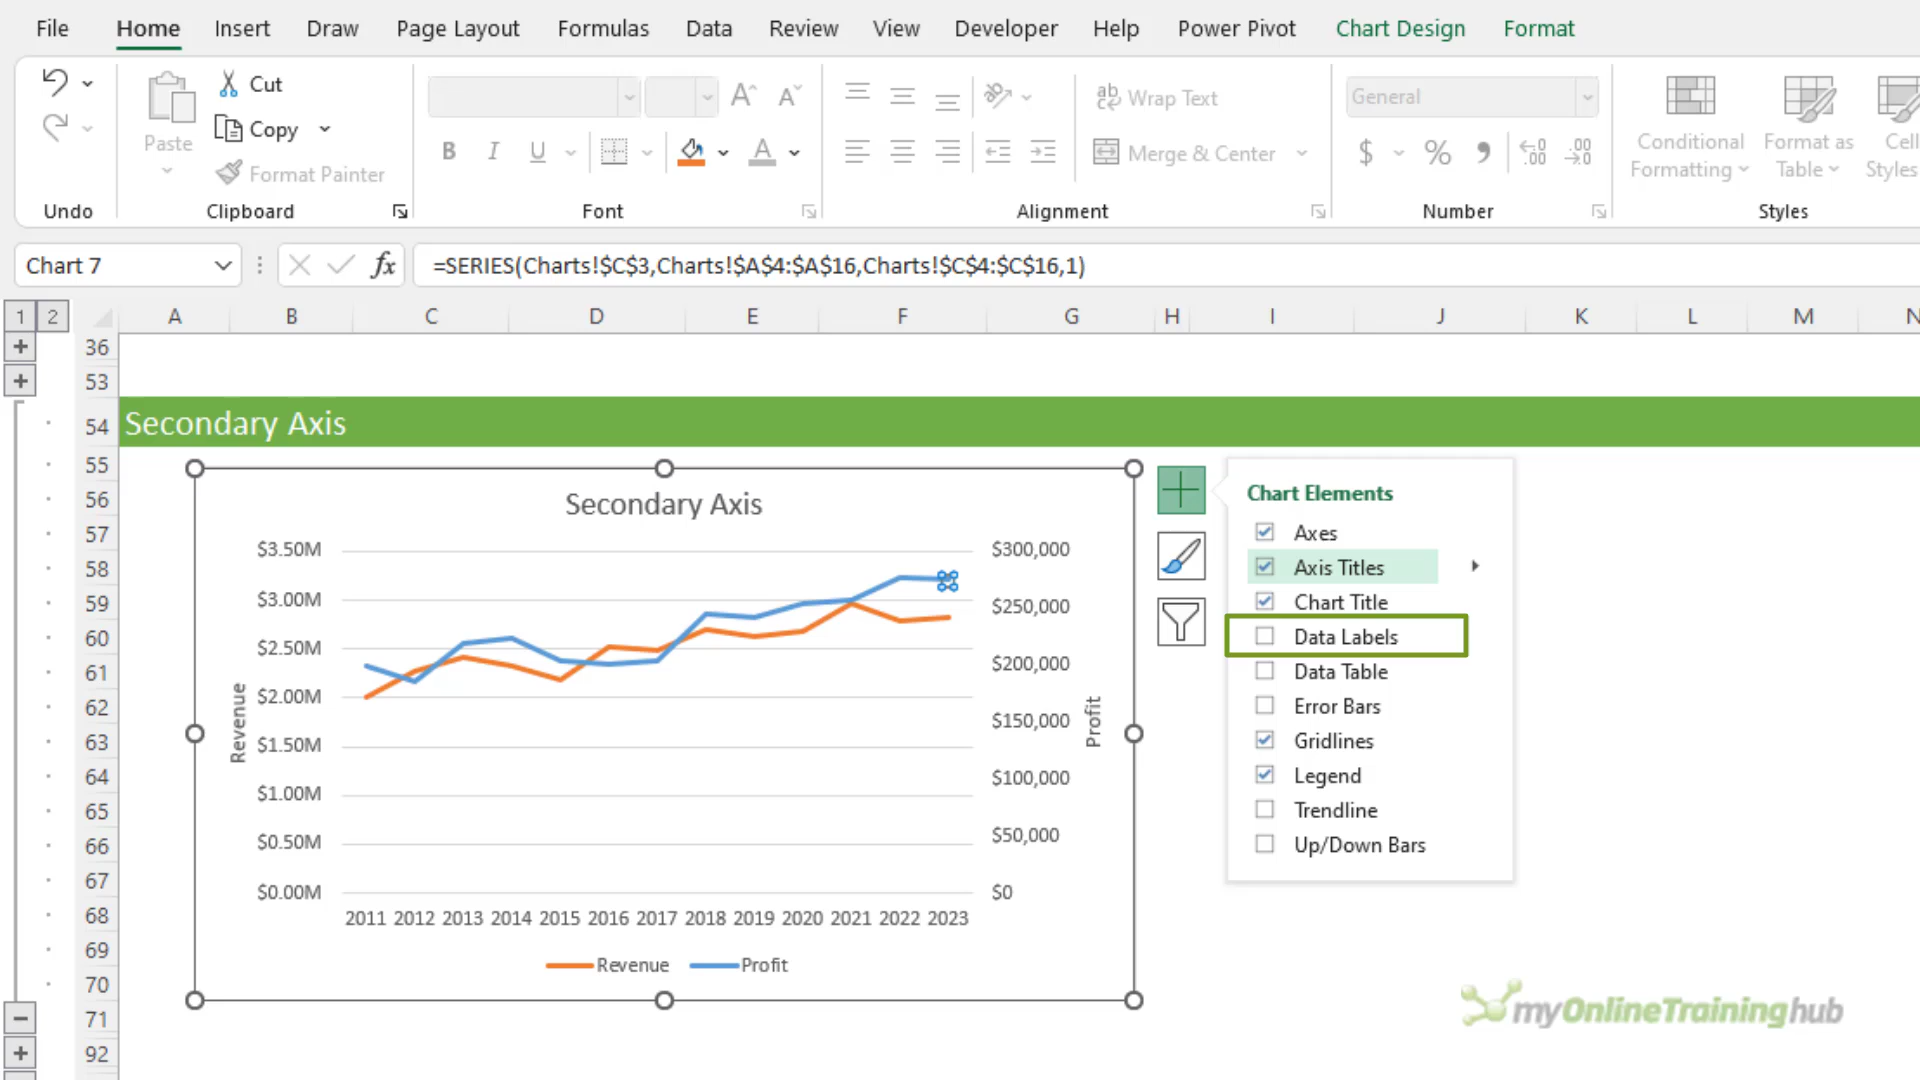 File Home Insert Draw Page Layout Formulas Data Review View Developer Help Power Pivot Chart Design Format
Cut
Copy
Format Painter
Paste
Undo
Clipboard
A A
B I U A
Font
ab Wrap Text
Merge & Center
Alignment
General
$ % 9 .00 .00
Number
Conditional Formatting
Format as Table
Cell Styles
Styles
Chart 7
fx
=SERIES(Charts!$C$3,Charts!$A$4:$A$16,Charts!$C$4:$C$16,1)
1 2
A B C D E F G H I J K L M N
36
53
54 Secondary Axis
55
56
57
58
59
60
61
62
63
64
65
66
67
68
69
70
71
92
Secondary Axis
$3.50M
$3.00M
$2.50M
$2.00M
$1.50M
$1.00M
$0.50M
$0.00M
Revenue
$300,000
$250,000
$200,000
$150,000
$100,000
$50,000
$0
Profit
2011 2012 2013 2014 2015 2016 2017 2018 2019 2020 2021 2022 2023
Revenue Profit
Chart Elements
Axes
Axis Titles
Chart Title
Data Labels
Data Table
Error Bars
Gridlines
Legend
Trendline
Up/Down Bars
myOnlineTraininghub